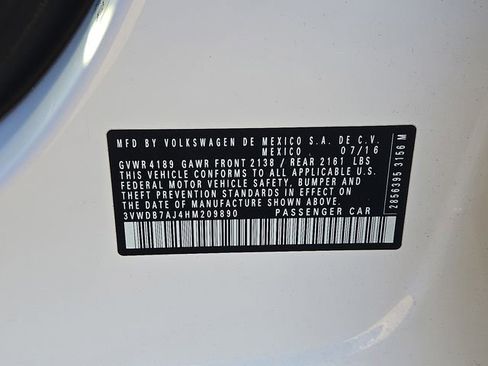 MFD BY VOLKSWAGEN DE MEXICO S.A. DE C.V.
MEXICO 07/16
GVWR 4189 GAWR FRONT 2138 / REAR 2161 LBS
THIS VEHICLE CONFORMS TO ALL APPLICABLE U.S.
FEDERAL MOTOR VEHICLE SAFETY, BUMPER AND
THEFT PREVENTION STANDARDS IN EFFECT ON
THE DATE OF MANUFACTURE SHOWN ABOVE.
3VWDB7AJ4HM209890 PASSENGER CAR
2856395 3156 M